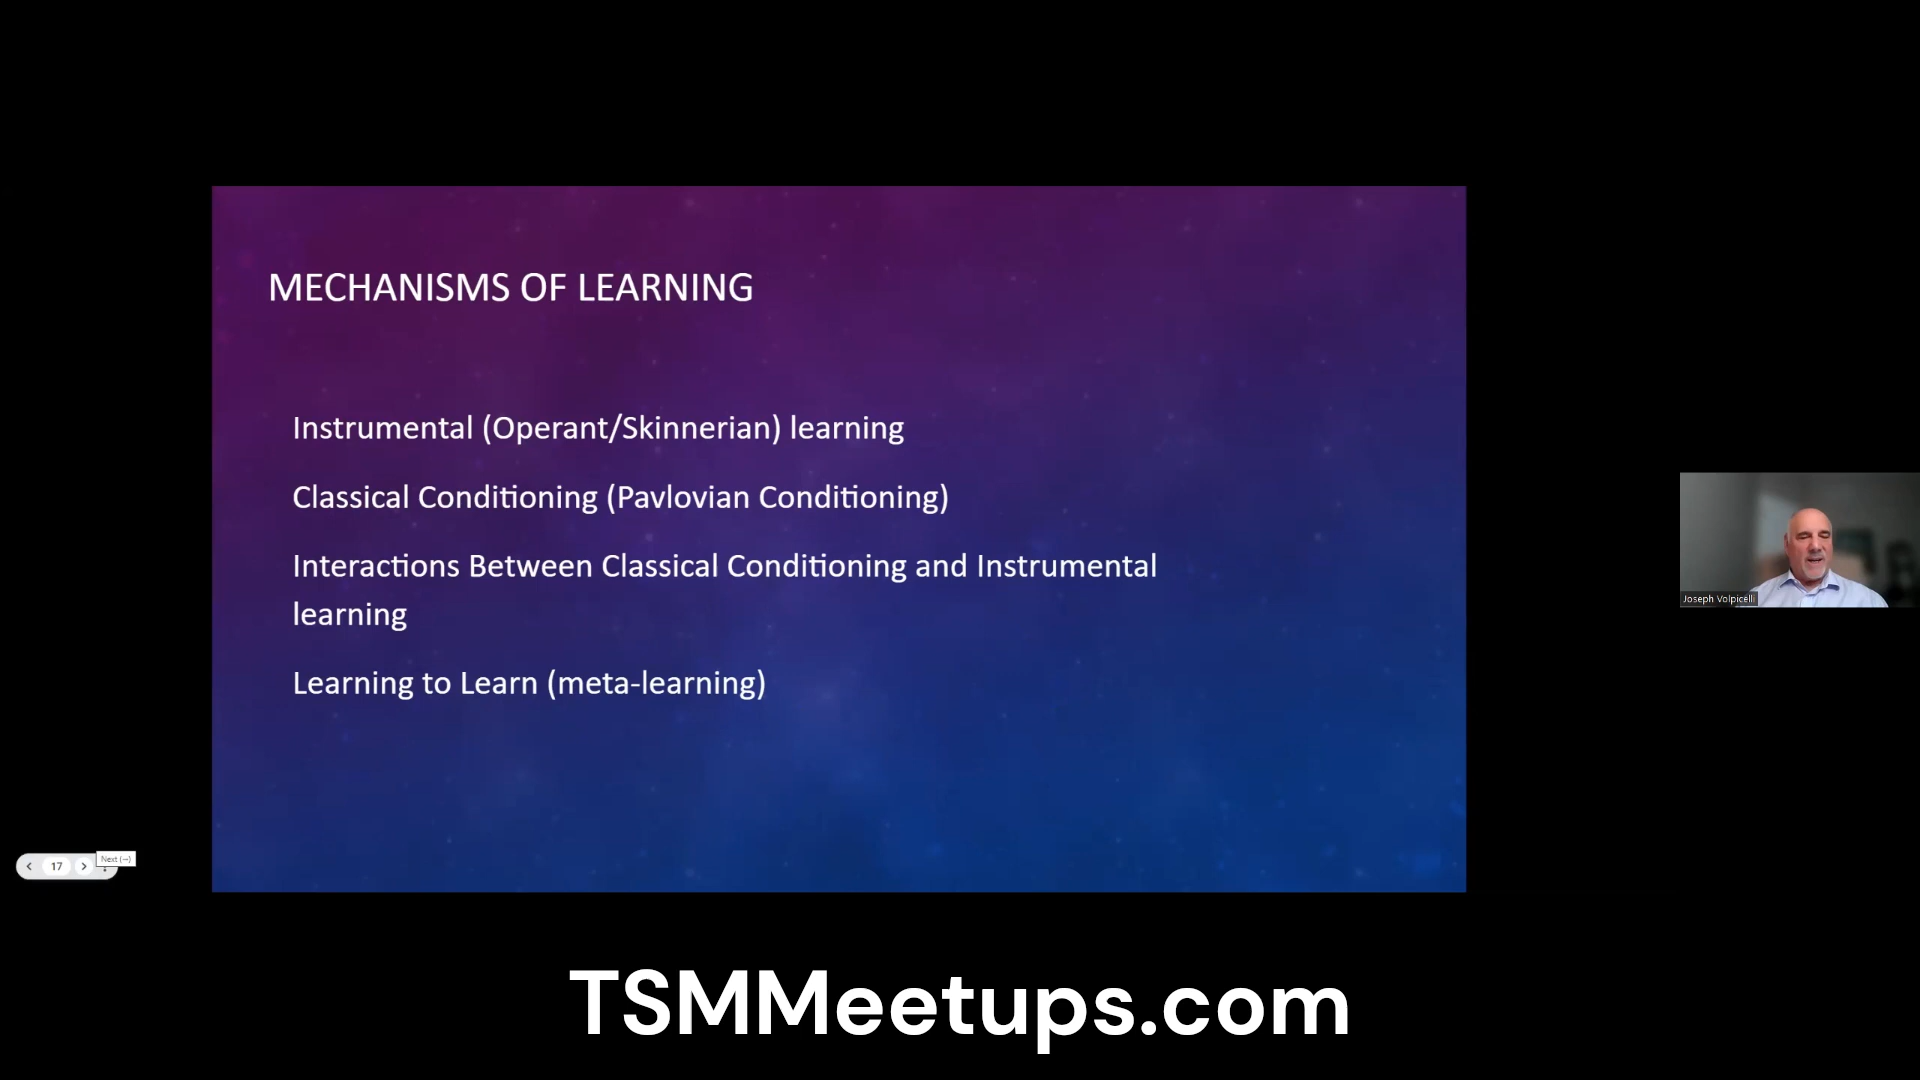 MECHANISMS OF LEARNING
Instrumental (Operant/Skinnerian) learning
Classical Conditioning (Pavlovian Conditioning)
Interactions Between Classical Conditioning and Instrumental
learning
Learning to Learn (meta-learning)
Joseph Volpicelli
17
Next (→)
TSMMeetups.com